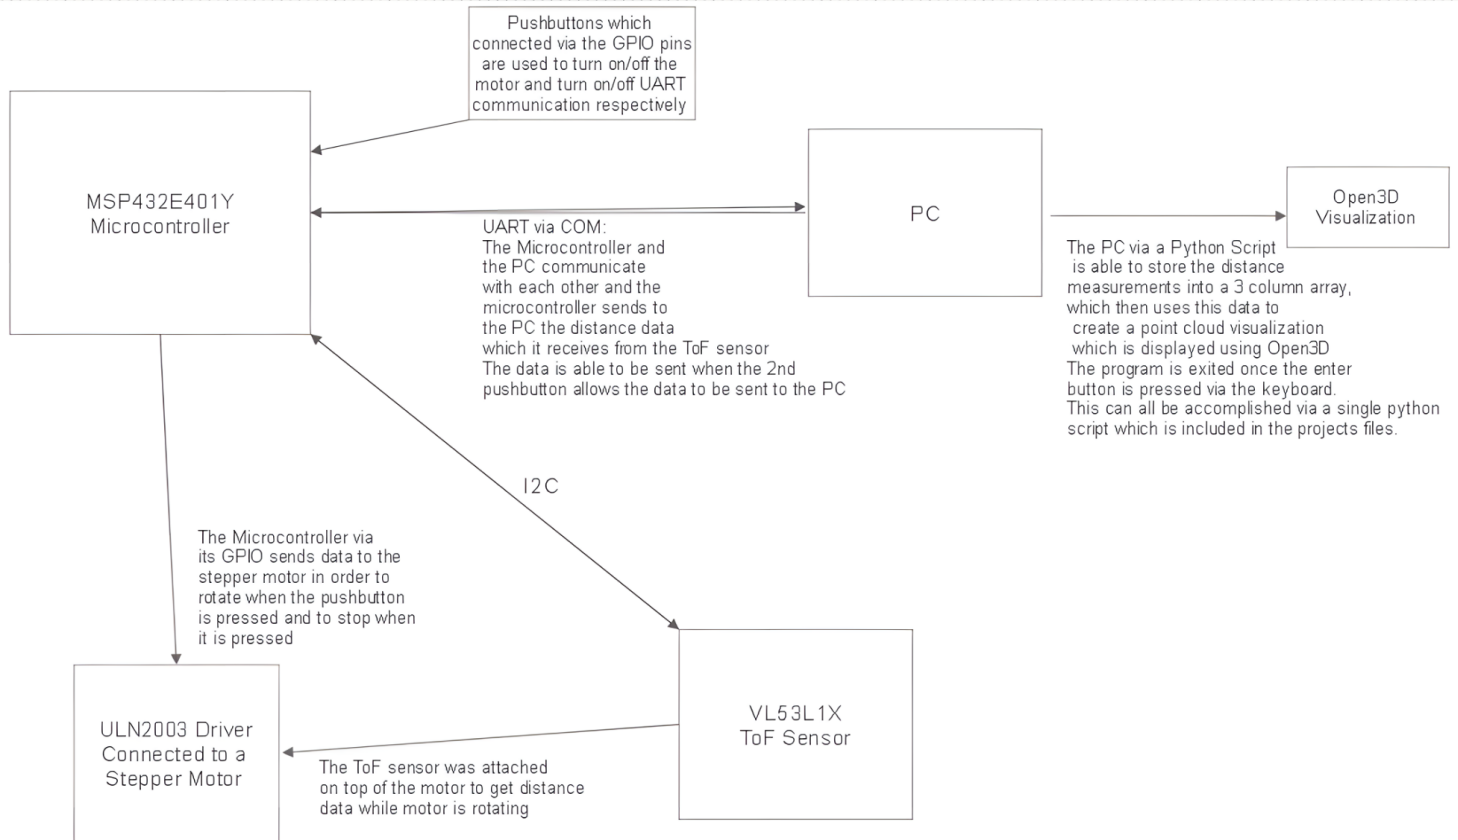 Pushbuttons which
connected via the GPIO pins
are used to turn on/off the
motor and turn on/off UART
communication respectively
MSP432E401Y
Microcontroller
PC
Open3D
Visualization
UART via COM:
The Microcontroller and
the PC communicate
with each other and the
microcontroller sends to
the PC the distance data
which it receives from the ToF sensor
The data is able to be sent when the 2nd
pushbutton allows the data to be sent to the PC
The PC via a Python Script
is able to store the distance
measurements into a 3 column array,
which then uses this data to
create a point cloud visualization
which is displayed using Open3D
The program is exited once the enter
button is pressed via the keyboard.
This can all be accomplished via a single python
script which is included in the projects files.
I2C
The Microcontroller via
its GPIO sends data to the
stepper motor in order to
rotate when the pushbutton
is pressed and to stop when
it is pressed
ULN2003 Driver
Connected to a
Stepper Motor
VL53L1X
ToF Sensor
The ToF sensor was attached
on top of the motor to get distance
data while motor is rotating